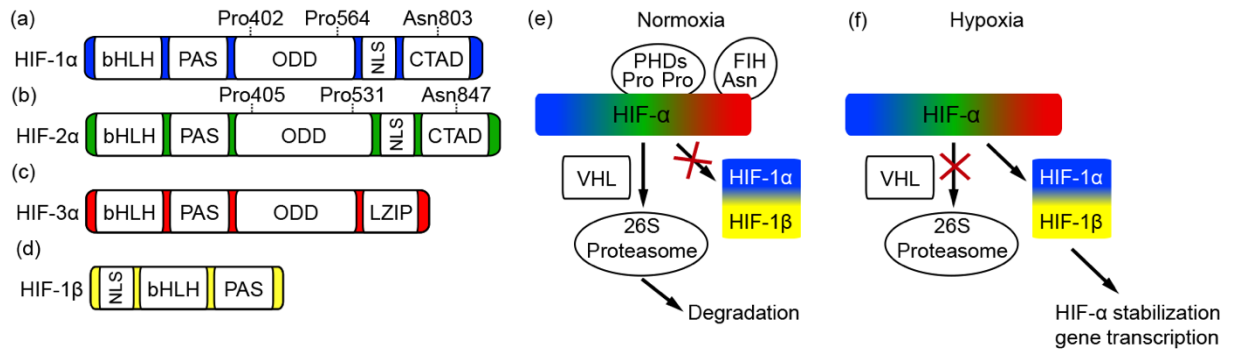 (a)
Pro402
Pro564
Asn803
HIF-1α
bHLH
PAS
ODD
NLS
CTAD
(b)
Pro405
Pro531
Asn847
HIF-2α
bHLH
PAS
ODD
NLS
CTAD
(c)
HIF-3α
bHLH
PAS
ODD
LZIP
(d)
HIF-1β
NLS
bHLH
PAS
(e)
Normoxia
PHDs
Pro Pro
FIH
Asn
HIF-α
VHL
HIF-1α
HIF-1β
26S
Proteasome
Degradation
(f)
Hypoxia
HIF-α
VHL
HIF-1α
HIF-1β
26S
Proteasome
HIF-α stabilization
gene transcription